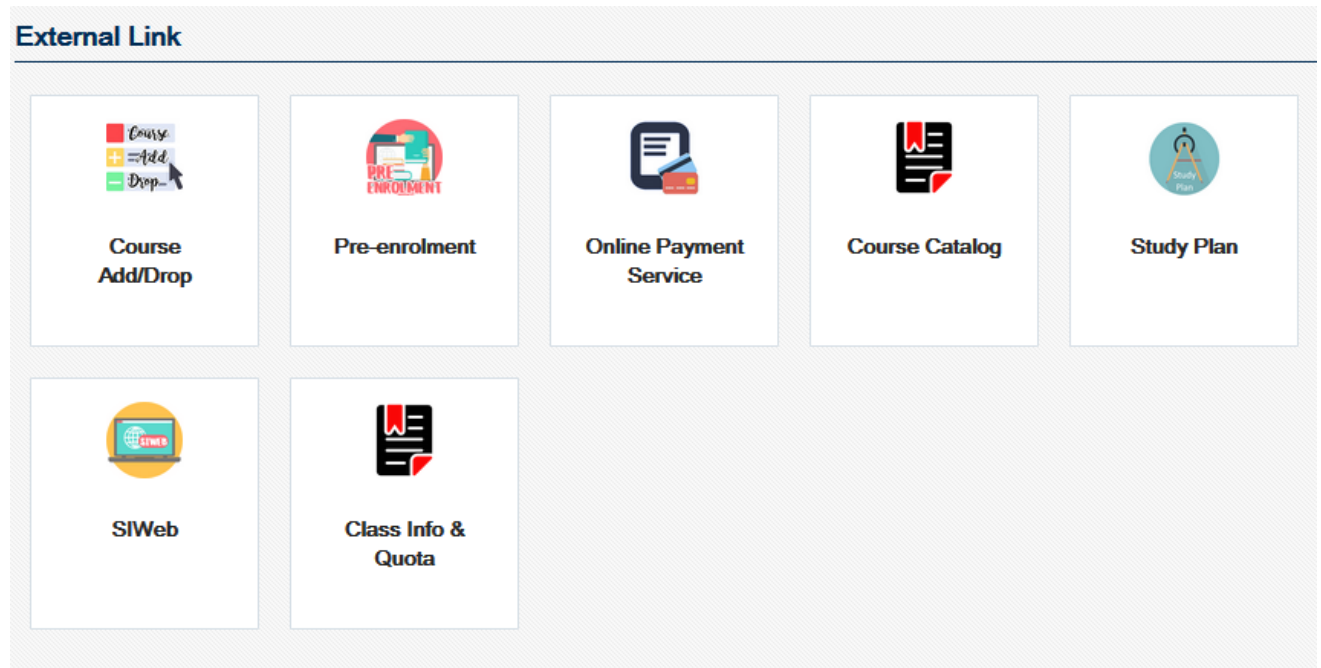 External Link
Course
Add
Drop
Course
Add/Drop
PRE-
ENROLMENT
Pre-enrolment
Online Payment
Service
Course Catalog
Study
Plan
Study Plan
SIWEB
SIWeb
Class Info &
Quota